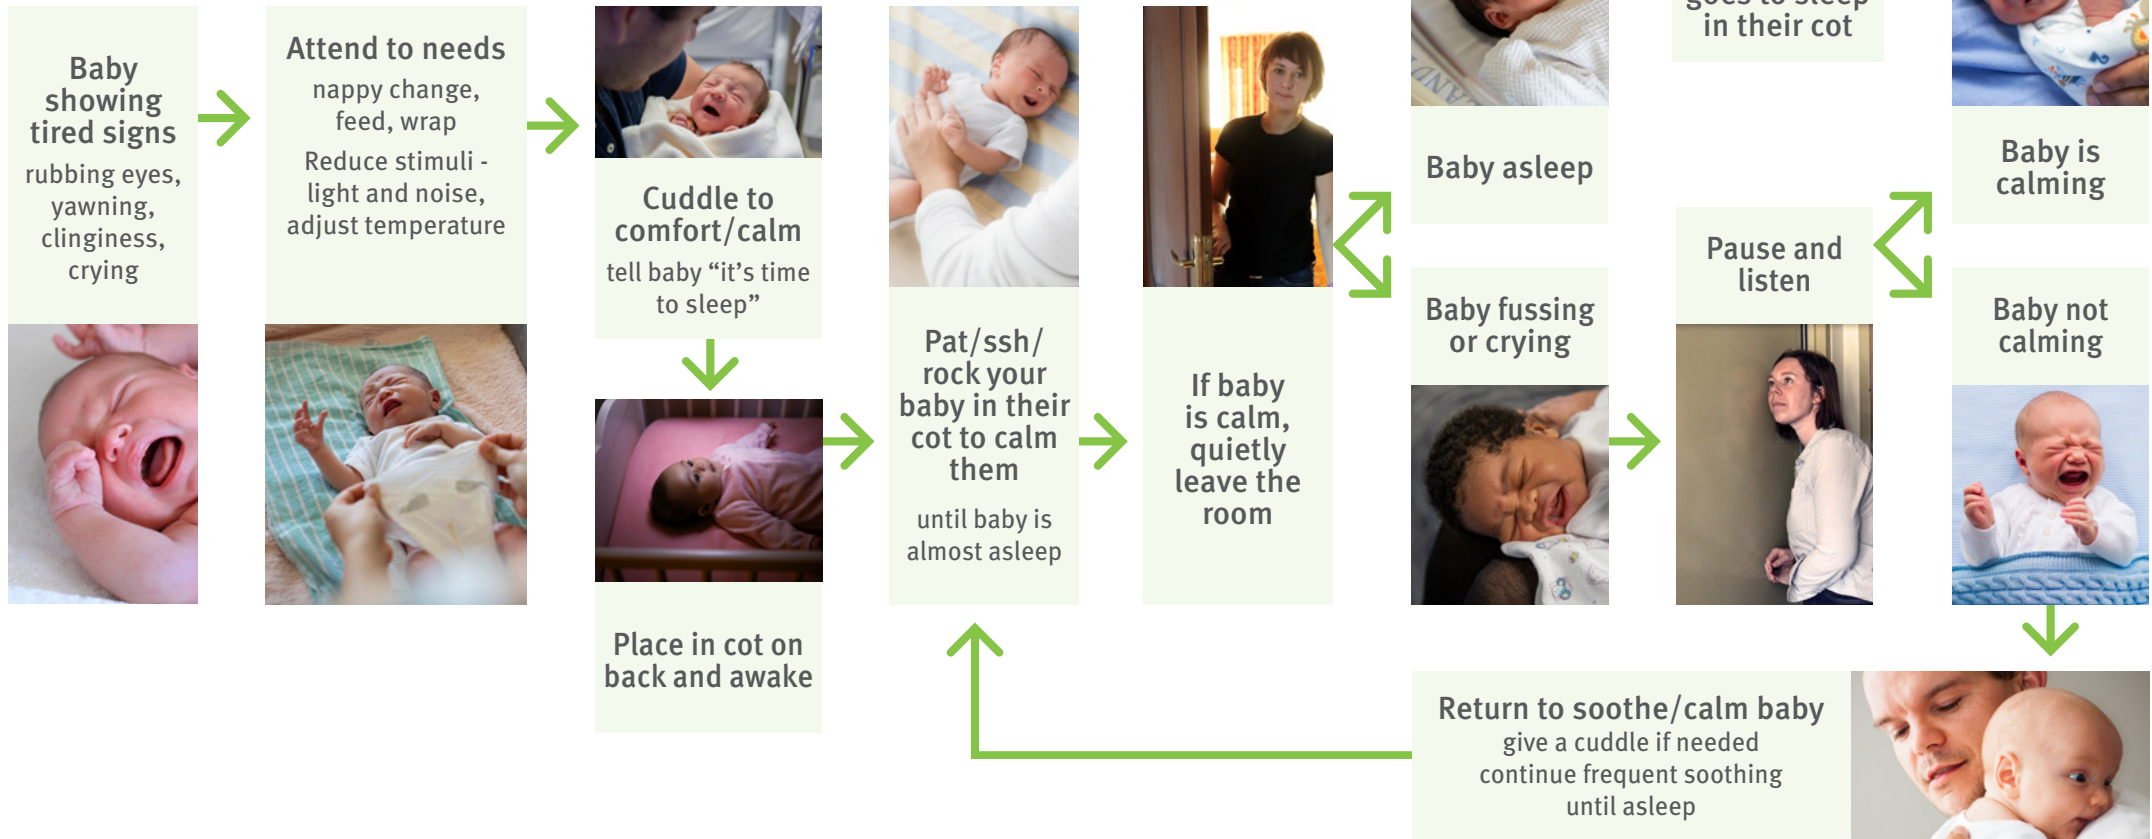 Baby
showing
tired signs
rubbing eyes,
yawning,
clinginess,
crying
Attend to needs
nappy change,
feed, wrap
Reduce stimuli -
light and noise,
adjust temperature
Cuddle to
comfort/calm
tell baby “it’s time
to sleep”
Place in cot on
back and awake
Pat/ssh/
rock your
baby in their
cot to calm
them
until baby is
almost asleep
If baby
is calm,
quietly
leave the
room
Baby asleep
Baby fussing
or crying
Pause and
listen
goes to sleep
in their cot
Baby is
calming
Baby not
calming
Return to soothe/calm baby
give a cuddle if needed
continue frequent soothing
until asleep